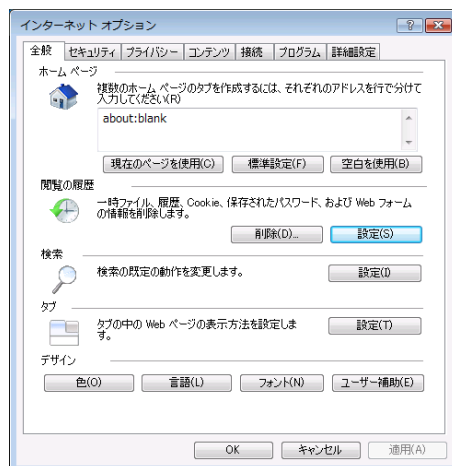 インターネット オプション
全般 セキュリティ プライバシー コンテンツ 接続 プログラム 詳細設定
ホーム ページ
複数のホーム ページのタブを作成するには、それぞれのアドレスを行で分けて
入力してください(R)
about:blank
現在のページを使用(C) 標準設定(F) 空白を使用(B)
閲覧の履歴
一時ファイル、履歴、Cookie、保存されたパスワード、および Web フォーム
の情報を削除します。
削除(D)... 設定(S)
検索
検索の既定の動作を変更します。 設定(I)
タブ
タブの中の Web ページの表示方法を設定しま
す。
設定(T)
デザイン
色(O) 言語(L) フォント(N) ユーザー補助(E)
OK キャンセル 適用(A)